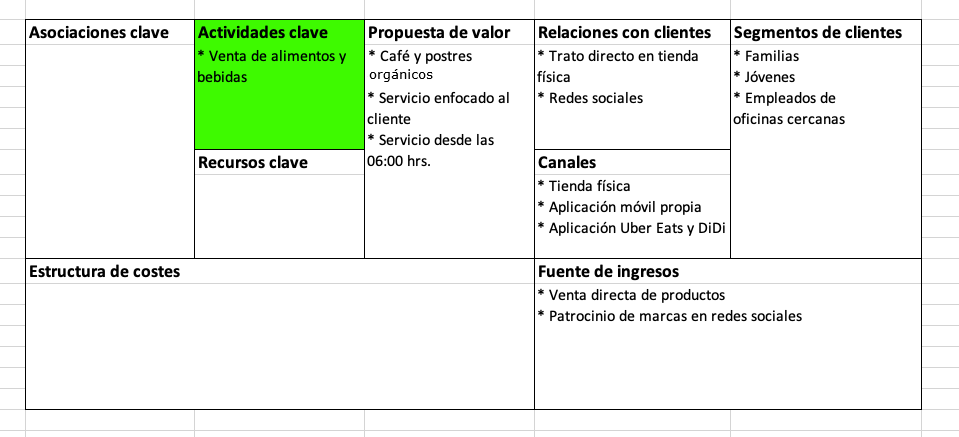 Asociaciones clave
Actividades clave
* Venta de alimentos y
bebidas
Recursos clave
Propuesta de valor
* Café y postres
orgánicos
* Servicio enfocado al
cliente
* Servicio desde las
06:00 hrs.
Relaciones con clientes
* Trato directo en tienda
física
* Redes sociales
Canales
* Tienda física
* Aplicación móvil propia
* Aplicación Uber Eats y DiDi
Segmentos de clientes
* Familias
* Jóvenes
* Empleados de
oficinas cercanas
Estructura de costes
Fuente de ingresos
* Venta directa de productos
* Patrocinio de marcas en redes sociales